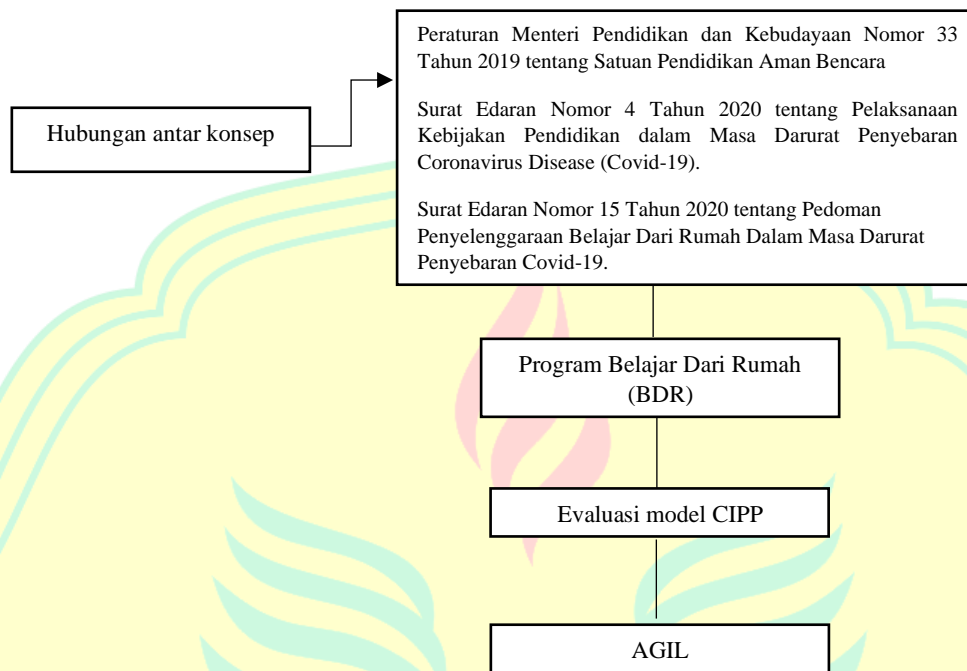 Peraturan Menteri Pendidikan dan Kebudayaan Nomor 33
Tahun 2019 tentang Satuan Pendidikan Aman Bencara
Hubungan antar konsep
Surat Edaran Nomor 4 Tahun 2020 tentang Pelaksanaan
Kebijakan Pendidikan dalam Masa Darurat Penyebaran
Coronavirus Disease (Covid-19).
Surat Edaran Nomor 15 Tahun 2020 tentang Pedoman
Penyelenggaraan Belajar Dari Rumah Dalam Masa Darurat
Penyebaran Covid-19.
Program Belajar Dari Rumah
(BDR)
Evaluasi model CIPP
AGIL